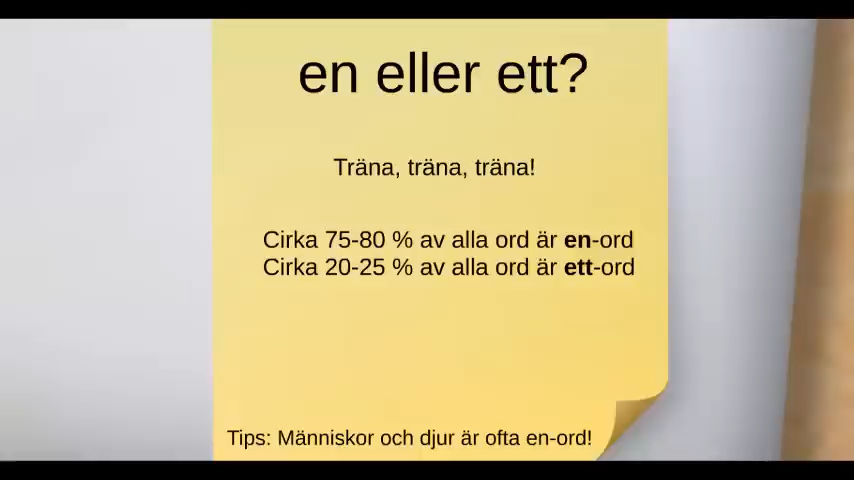 en eller ett?
Träna, träna, träna!
Cirka 75-80 % av alla ord är en-ord
Cirka 20-25 % av alla ord är ett-ord
Tips: Människor och djur är ofta en-ord!